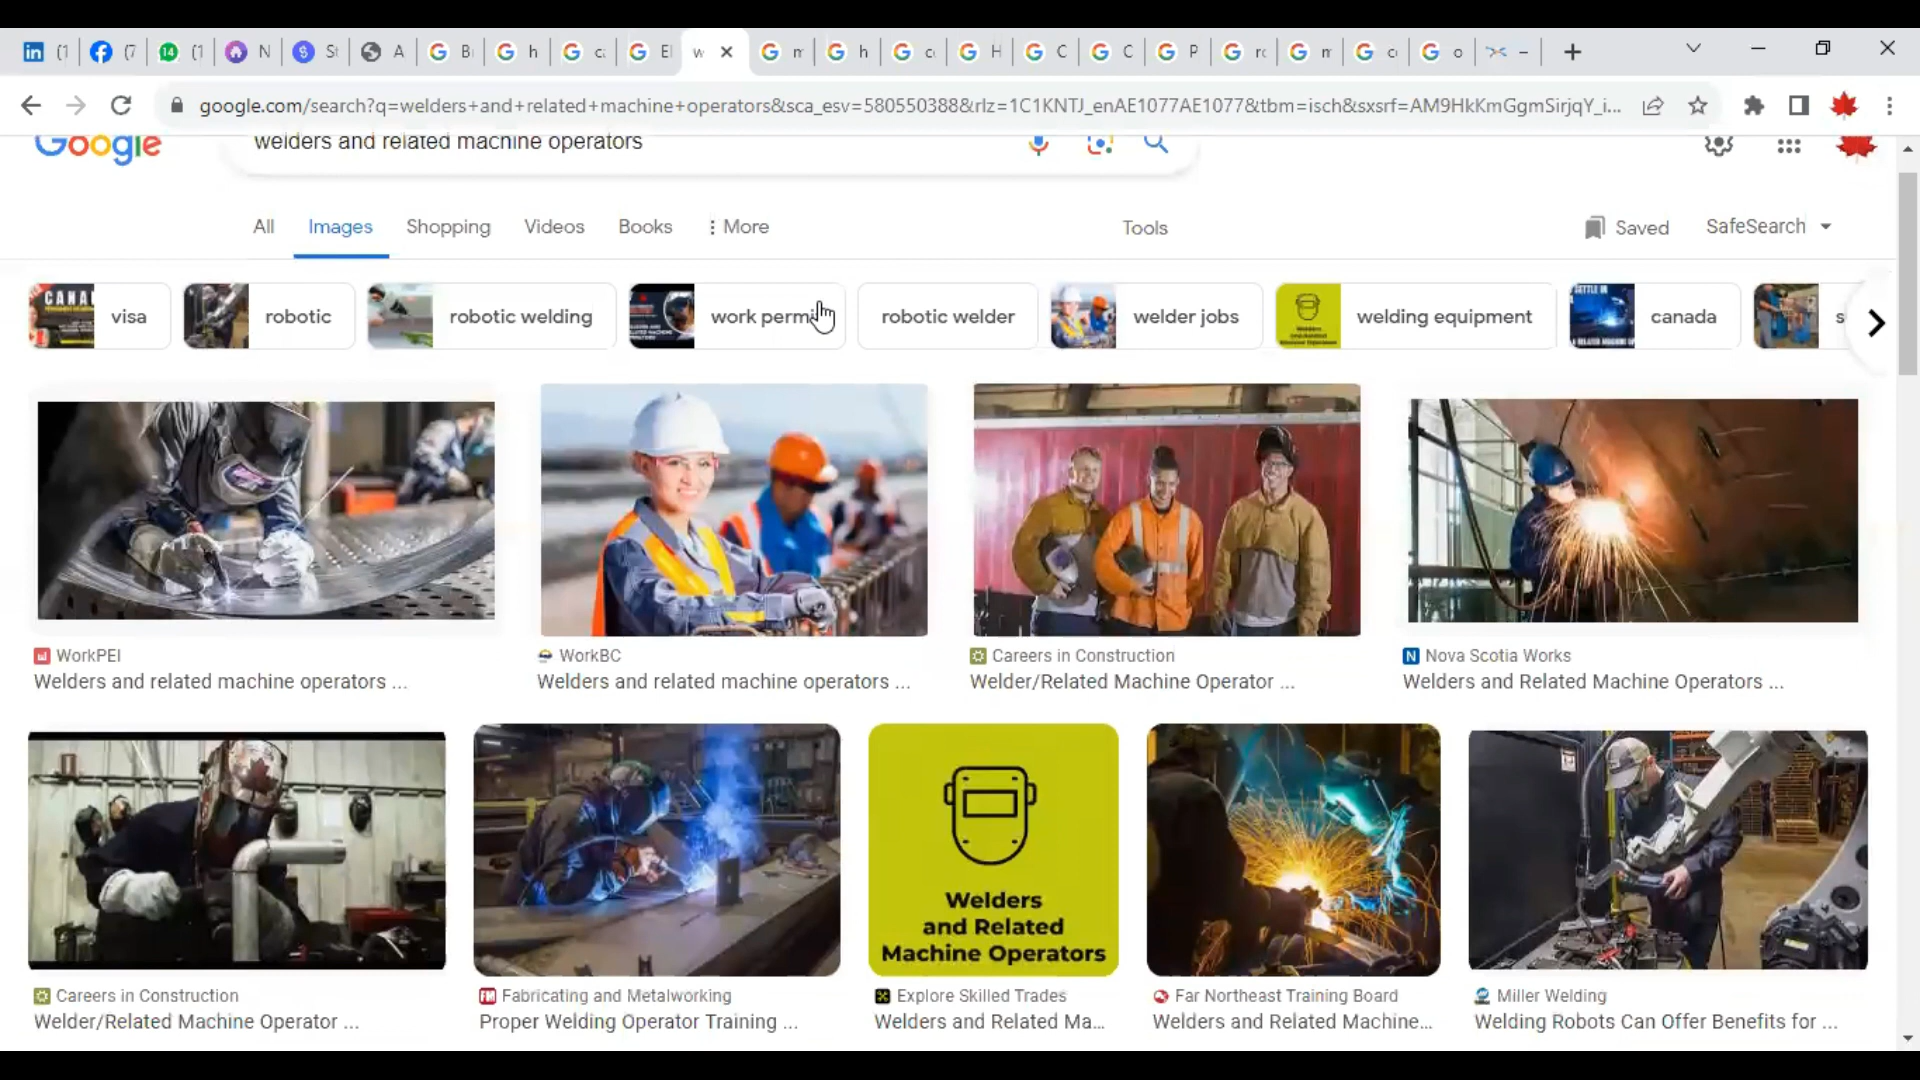 google.com/search?q=welders+and+related+machine+operators&sca_esv=580550388&rlz=1C1KNTJ_enAE1077AE1077&tbm=isch&sxsrf=AM9HkKmGgmSirjqY_i...
Google
welders and related machine operators
All Images Shopping Videos Books More Tools Saved SafeSearch
visa robotic robotic welding work permi robotic welder welder jobs welding equipment canada s
WorkPEI
Welders and related machine operators ...
WorkBC
Welders and related machine operators ...
Careers in Construction
Welder/Related Machine Operator ...
Nova Scotia Works
Welders and Related Machine Operators ...
Welders
and Related
Machine Operators
Careers in Construction
Welder/Related Machine Operator ...
Fabricating and Metalworking
Proper Welding Operator Training ...
Explore Skilled Trades
Welders and Related Ma...
Far Northeast Training Board
Welders and Related Machine...
Miller Welding
Welding Robots Can Offer Benefits for ...